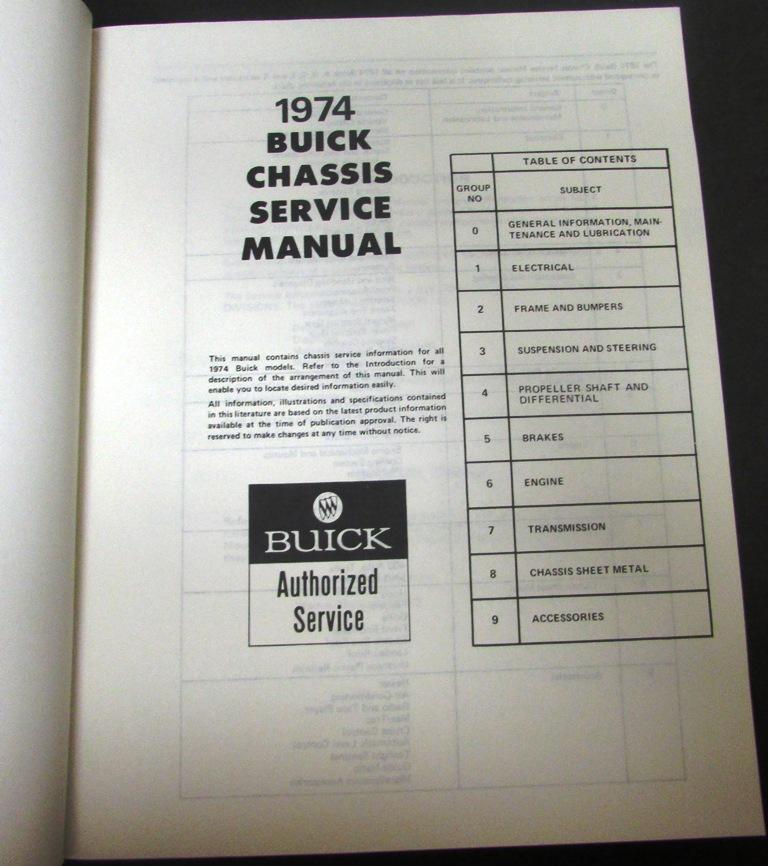 1974
BUICK
CHASSIS
SERVICE
MANUAL
This manual contains chassis service information for all
1974 Buick models. Refer to the Introduction for a
description of the arrangement of this manual. This will
enable you to locate desired information easily.
All information, illustrations and specifications contained
in this literature are based on the latest product information
available at the time of publication approval. The right is
reserved to make changes at any time without notice.
BUICK
Authorized
Service
TABLE OF CONTENTS
GROUP
NO
SUBJECT
0 GENERAL INFORMATION, MAIN-
TENANCE AND LUBRICATION
1 ELECTRICAL
2 FRAME AND BUMPERS
3 SUSPENSION AND STEERING
4 PROPELLER SHAFT AND
DIFFERENTIAL
5 BRAKES
6 ENGINE
7 TRANSMISSION
8 CHASSIS SHEET METAL
9 ACCESSORIES